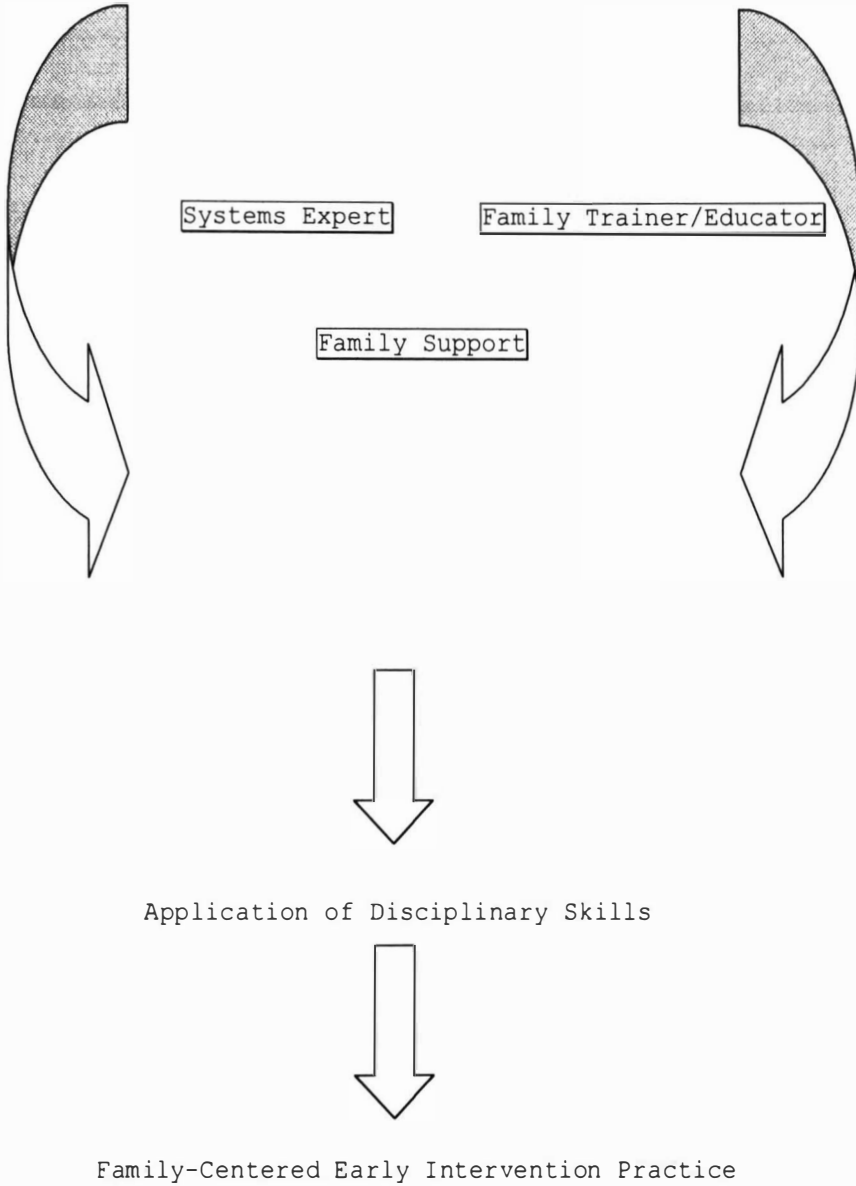 Systems Expert
Family Trainer/Educator
Family Support
Application of Disciplinary Skills
Family-Centered Early Intervention Practice